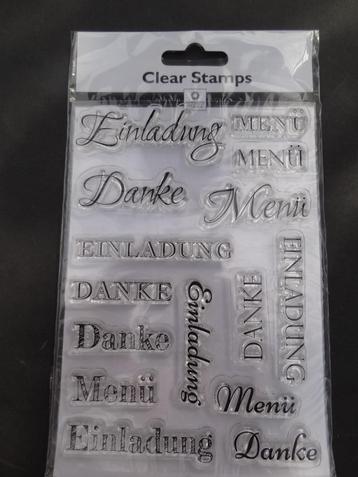 Clear Stamps
Einladung
MENÜ
MENÜ
Danke
Menü
EINLADUNG
EINLADUNG
DANKE
DANKE
Einladung
Danke
Menü
Menü
Einladung
Danke